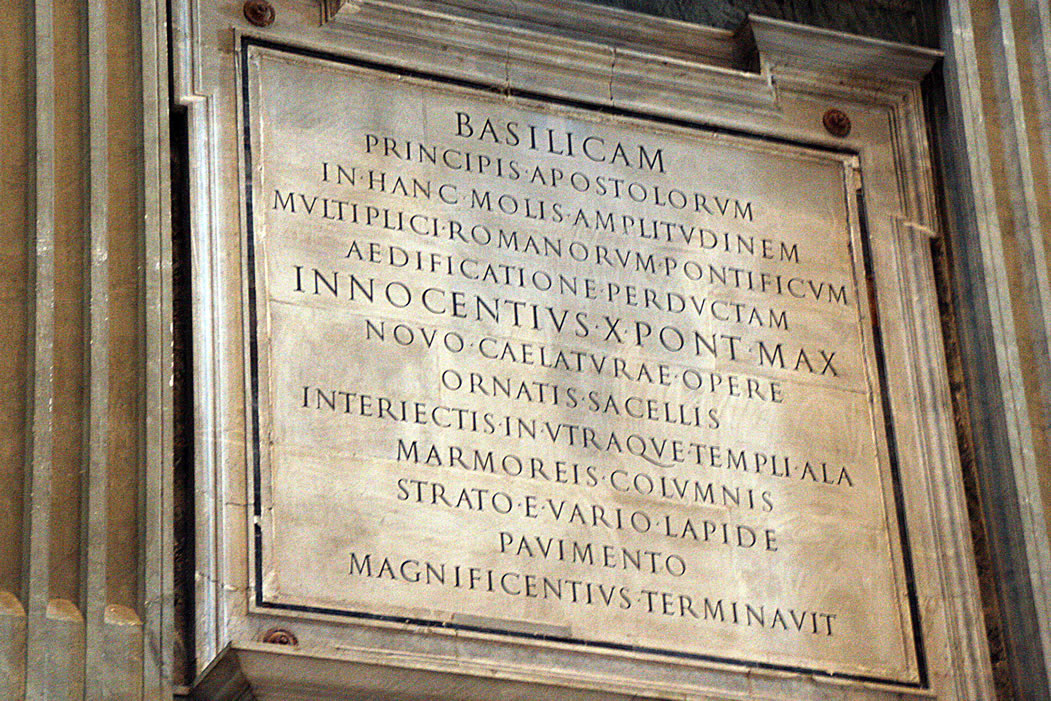 BASILICAM
PRINCIPIS·APOSTOLORVM
IN·HANC·MOLIS·AMPLITVDINEM
MVLTIPLICI·ROMANORVM·PONTIFICVM
AEDIFICATIONE·PERDVCTAM
INNOCENTIVS·X·PONT·MAX
NOVO·CAELATVRAE·OPERE
ORNATIS·SACELLIS
INTERIECTIS·IN·VTRAQVE·TEMPLI·ALA
MARMOREIS·COLVMNIS
STRATO·E·VARIO·LAPIDE
PAVIMENTO
MAGNIFICENTIVS·TERMINAVIT